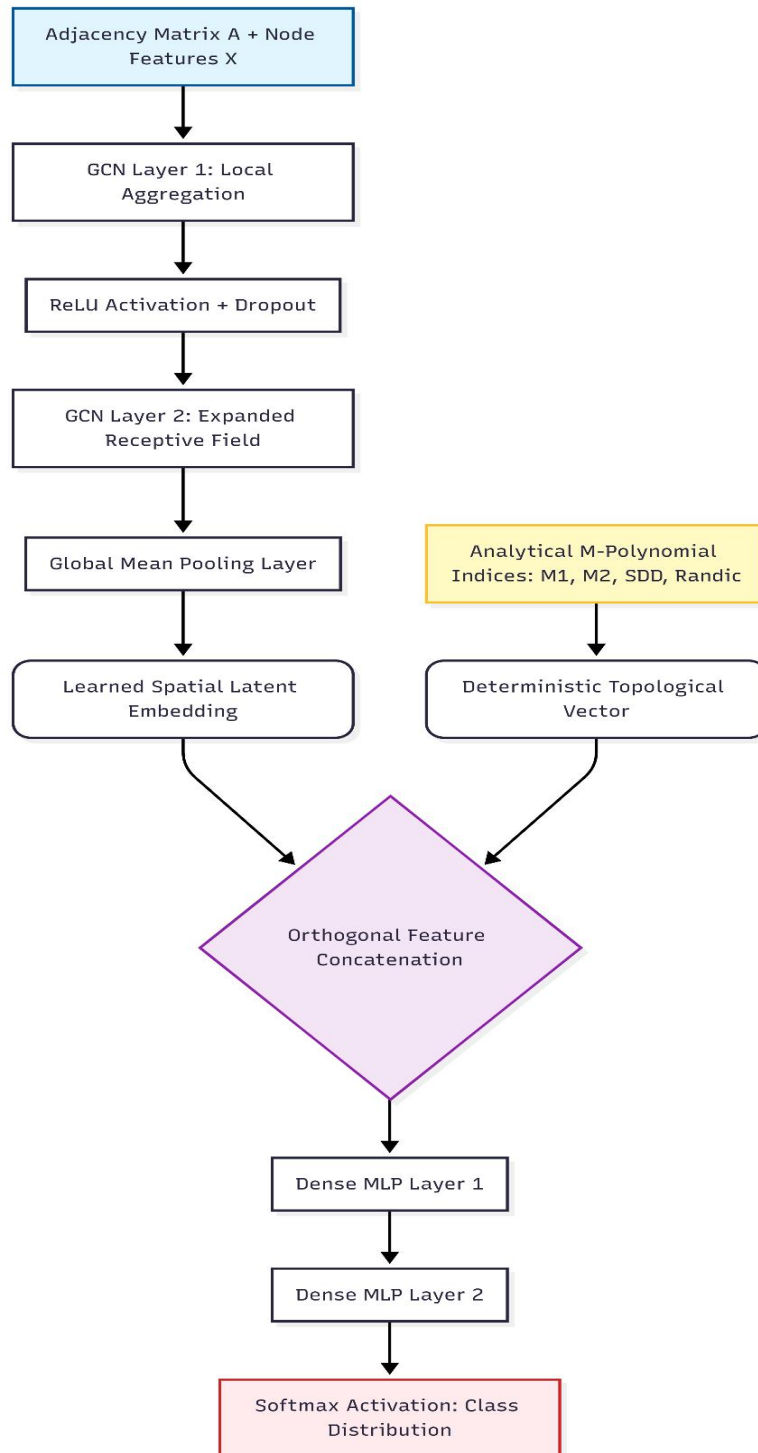 Adjacency Matrix A + Node
Features X
GCN Layer 1: Local
Aggregation
ReLU Activation + Dropout
GCN Layer 2: Expanded
Receptive Field
Global Mean Pooling Layer
Analytical M-Polynomial
Indices: M1, M2, SDD, Randic
Learned Spatial Latent
Embedding
Deterministic Topological
Vector
Orthogonal Feature
Concatenation
Dense MLP Layer 1
Dense MLP Layer 2
Softmax Activation: Class
Distribution